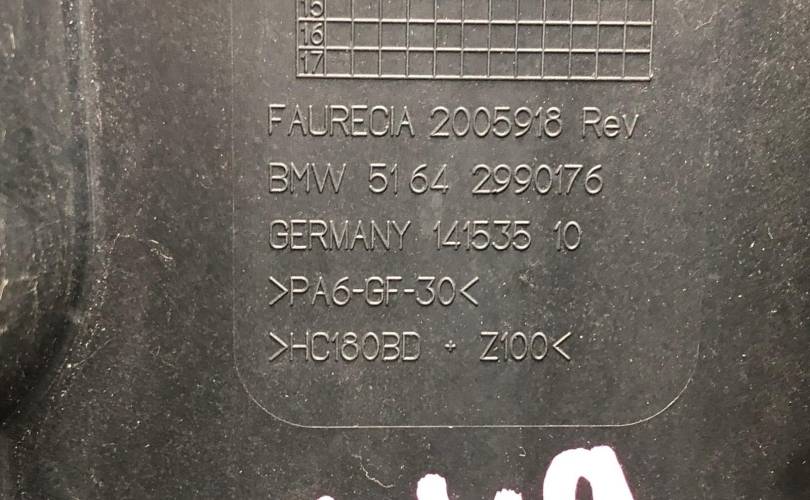 15
16
17
FAURECIA 2005918 Rev
BMW 51 64 2990176
GERMANY 141535 10
>PA6-GF-30<
>HC180BD + Z100<